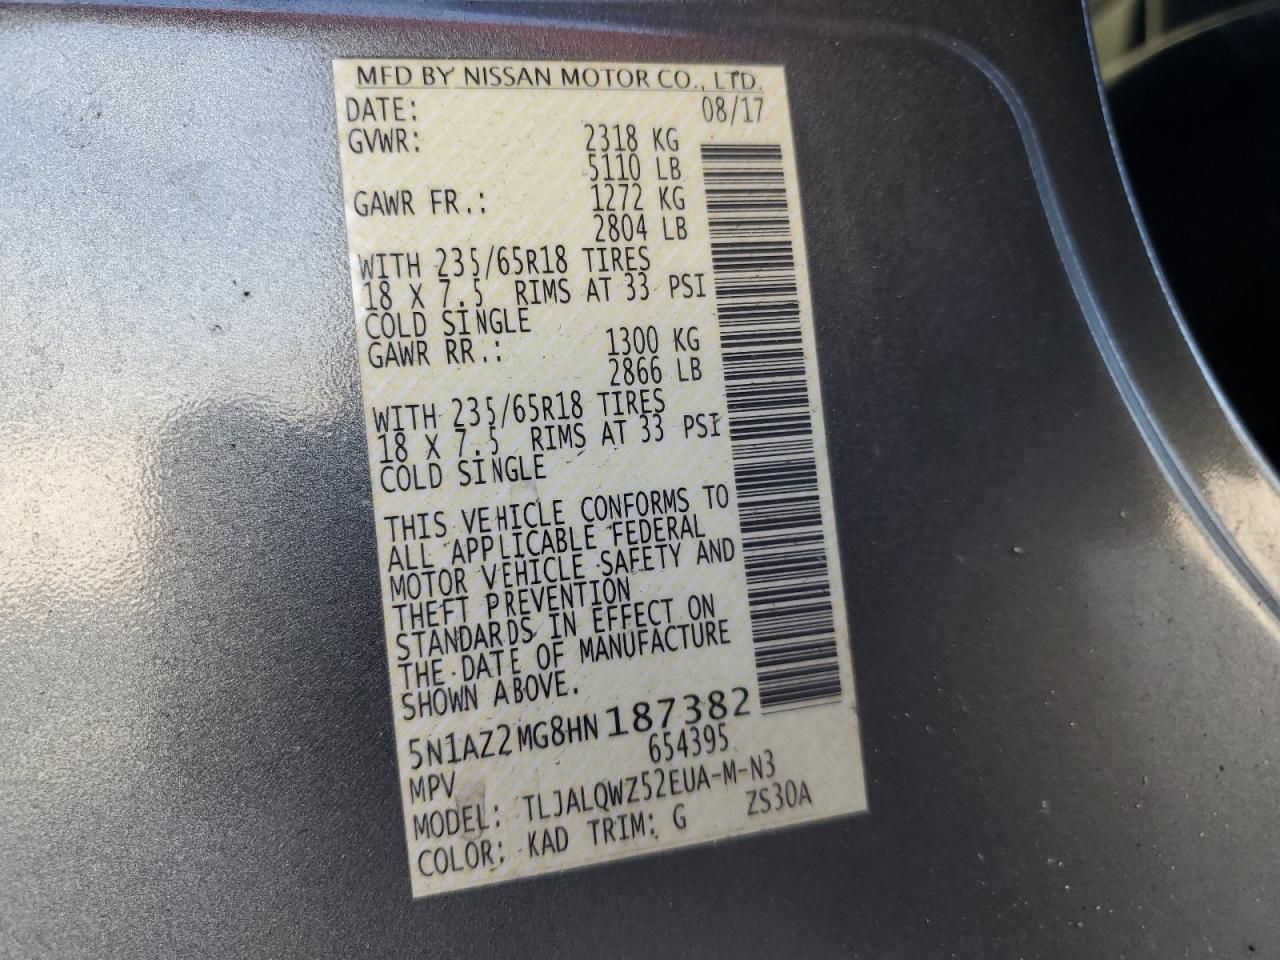 MFD BY NISSAN MOTOR CO., LTD.
DATE: 08/17
GVWR: 2318 KG
5110 LB
GAWR FR.: 1272 KG
2804 LB
WITH 235/65R18 TIRES
18 X 7.5 RIMS AT 33 PSI
COLD SINGLE
GAWR RR.: 1300 KG
2866 LB
WITH 235/65R18 TIRES
18 X 7.5 RIMS AT 33 PSI
COLD SINGLE
THIS VEHICLE CONFORMS TO
ALL APPLICABLE FEDERAL
MOTOR VEHICLE SAFETY AND
THEFT PREVENTION
STANDARDS IN EFFECT ON
THE DATE OF MANUFACTURE
SHOWN ABOVE.
5N1AZ2MG8HN187382
MPV 654395
MODEL: TLJALQWZ52EUA-M-N3
COLOR: KAD TRIM: G ZS30A